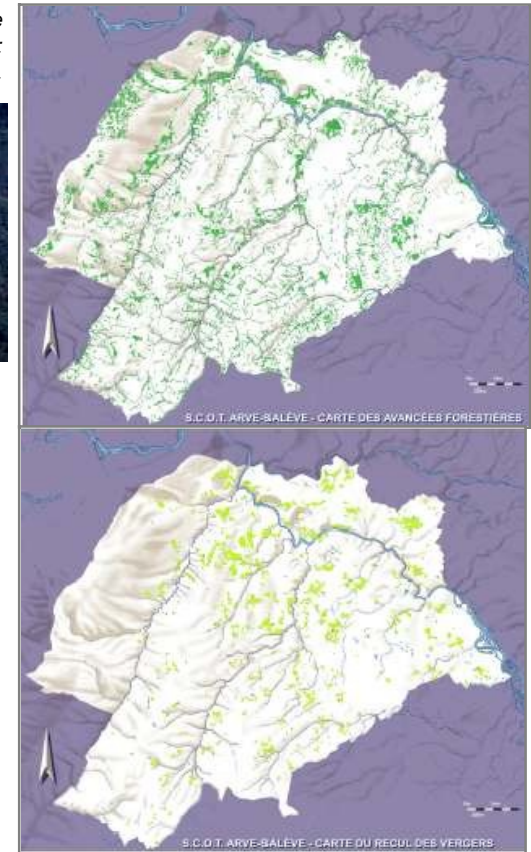 S.C.O.T. ARVE-SALÈVE - CARTE DES AVANCÉES FORESTIÈRES
S.C.O.T. ARVE-SALÈVE - CARTE DU RECUL DES VERGERS